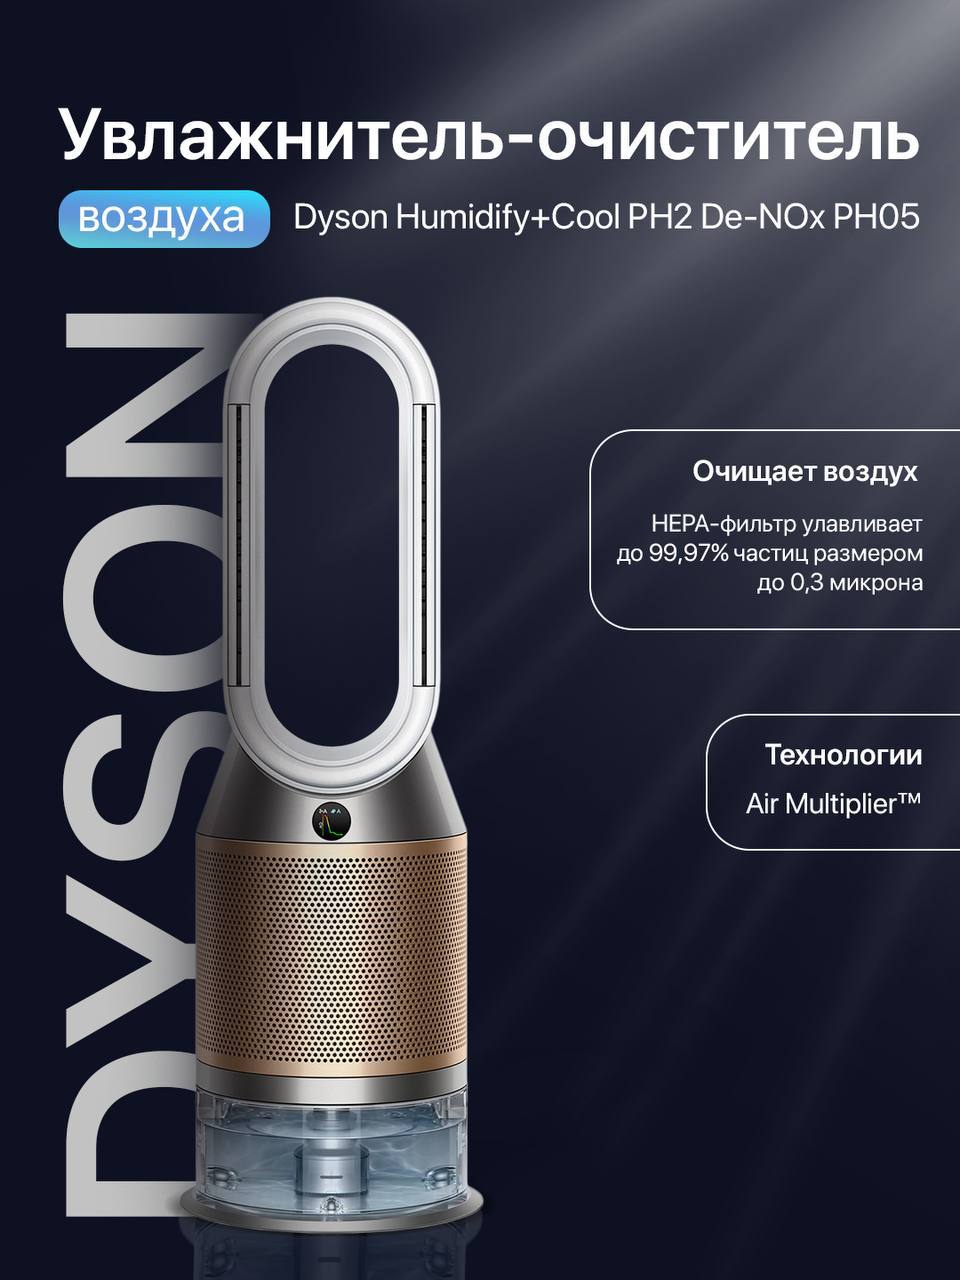 Увлажнитель-очиститель
воздуха Dyson Humidify+Cool PH2 De-NOx PH05
DYSON
Очищает воздух
HEPA-фильтр улавливает
до 99,97% частиц размером
до 0,3 микрона
Технологии
Air Multiplier™